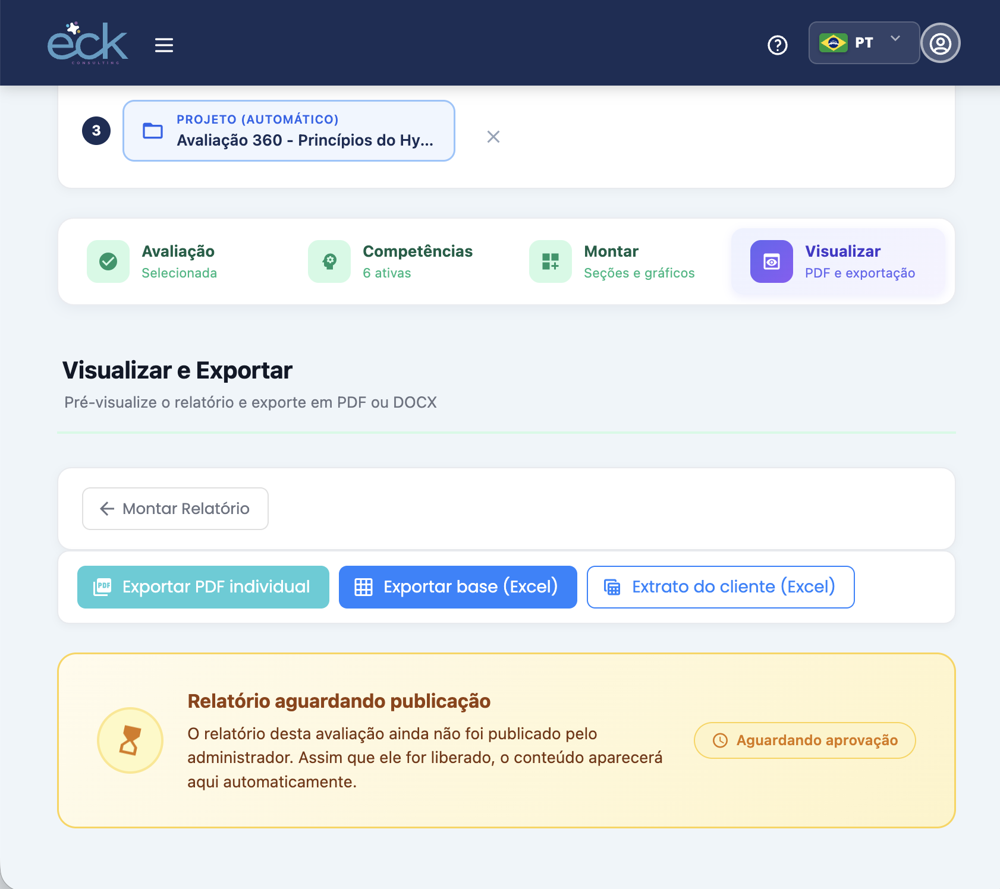 eck
CONSULTING
PT
3
PROJETO (AUTOMÁTICO)
Avaliação 360 - Princípios do Hy...
Avaliação
Selecionada
Competências
6 ativas
Montar
Seções e gráficos
Visualizar
PDF e exportação
Visualizar e Exportar
Pré-visualize o relatório e exporte em PDF ou DOCX
Montar Relatório
PDF
Exportar PDF individual
Exportar base (Excel)
Extrato do cliente (Excel)
Relatório aguardando publicação
O relatório desta avaliação ainda não foi publicado pelo
administrador. Assim que ele for liberado, o conteúdo aparecerá
aqui automaticamente.
Aguardando aprovação